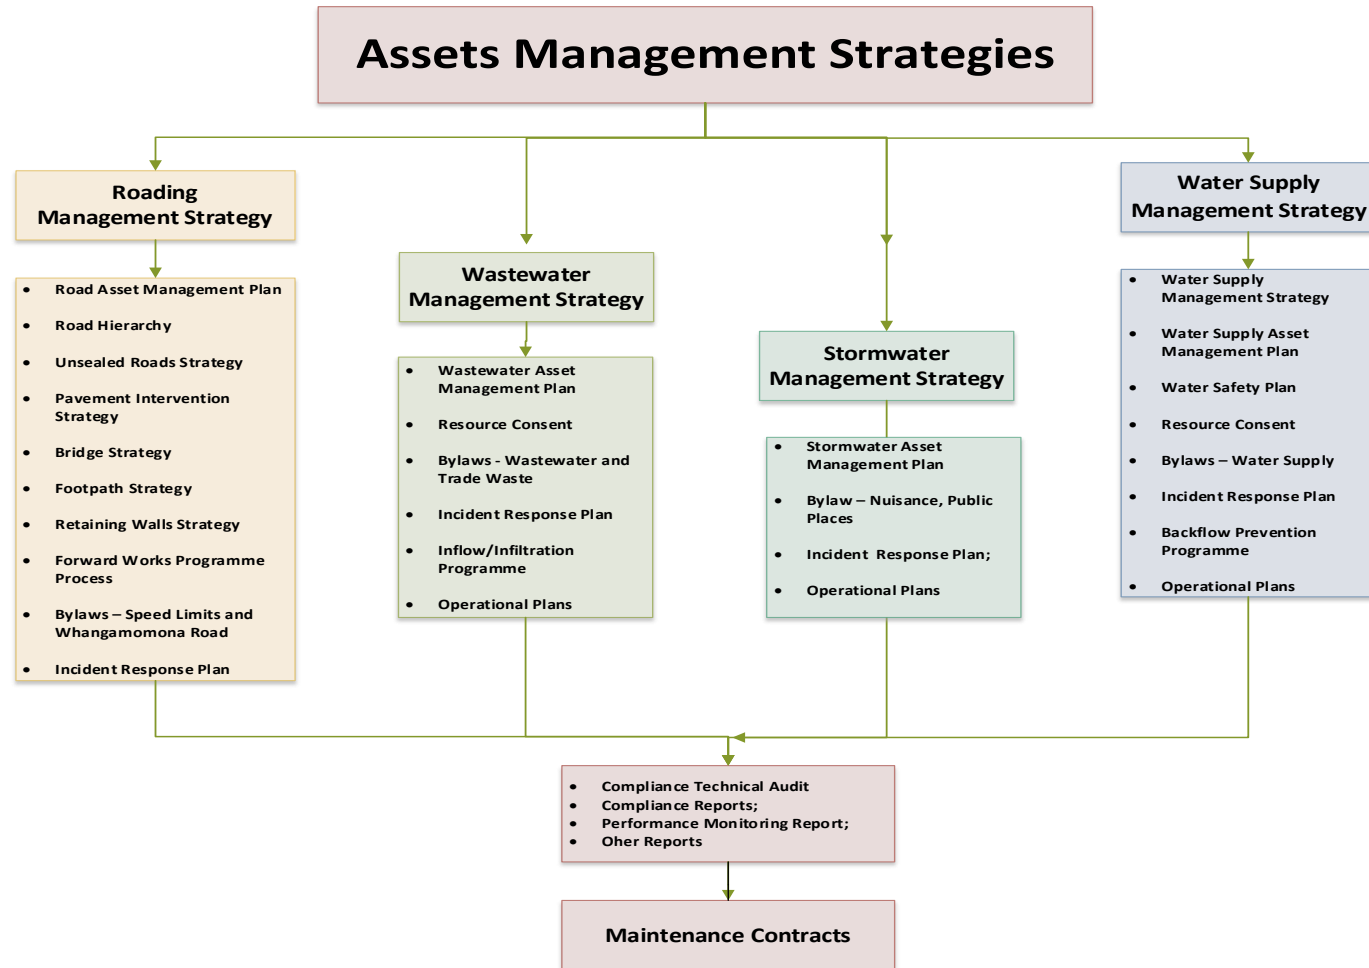 Assets Management Strategies
Roading
Management Strategy
• Road Asset Management Plan
• Road Hierarchy
• Unsealed Roads Strategy
• Pavement Intervention
Strategy
• Bridge Strategy
• Footpath Strategy
• Retaining Walls Strategy
• Forward Works Programme
Process
• Bylaws – Speed Limits and
Whangamomona Road
• Incident Response Plan
Wastewater
Management Strategy
• Wastewater Asset
Management Plan
• Resource Consent
• Bylaws - Wastewater and
Trade Waste
• Incident Response Plan
• Inflow/Infiltration
Programme
• Operational Plans
Stormwater
Management Strategy
• Stormwater Asset
Management Plan
• Bylaw – Nuisance, Public
Places
• Incident Response Plan;
• Operational Plans
Water Supply
Management Strategy
• Water Supply
Management Strategy
• Water Supply Asset
Management Plan
• Water Safety Plan
• Resource Consent
• Bylaws – Water Supply
• Incident Response Plan
• Backflow Prevention
Programme
• Operational Plans
• Compliance Technical Audit
• Compliance Reports;
• Performance Monitoring Report;
• Oher Reports
Maintenance Contracts